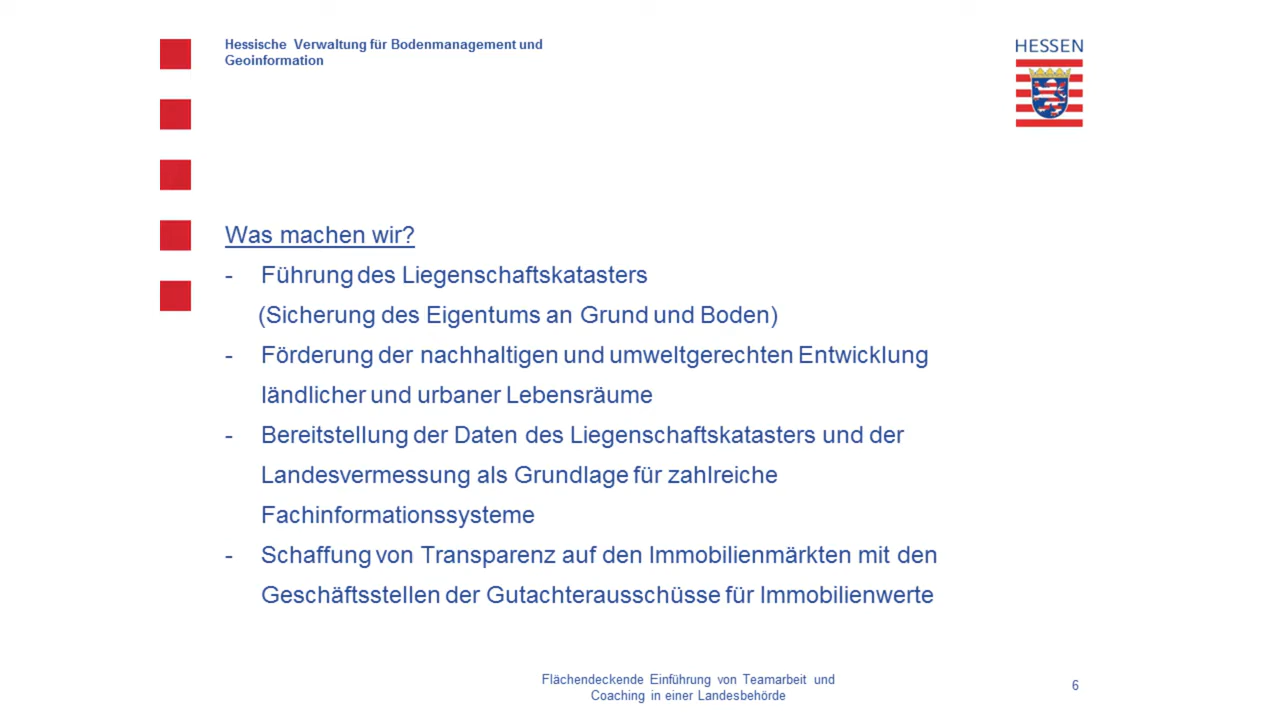 Hessische Verwaltung für Bodenmanagement und
Geoinformation
HESSEN
Was machen wir?
- Führung des Liegenschaftskatasters
(Sicherung des Eigentums an Grund und Boden)
- Förderung der nachhaltigen und umweltgerechten Entwicklung
ländlicher und urbaner Lebensräume
- Bereitstellung der Daten des Liegenschaftskatasters und der
Landesvermessung als Grundlage für zahlreiche
Fachinformationssysteme
- Schaffung von Transparenz auf den Immobilienmärkten mit den
Geschäftsstellen der Gutachterausschüsse für Immobilienwerte
Flächendeckende Einführung von Teamarbeit und
Coaching in einer Landesbehörde
6